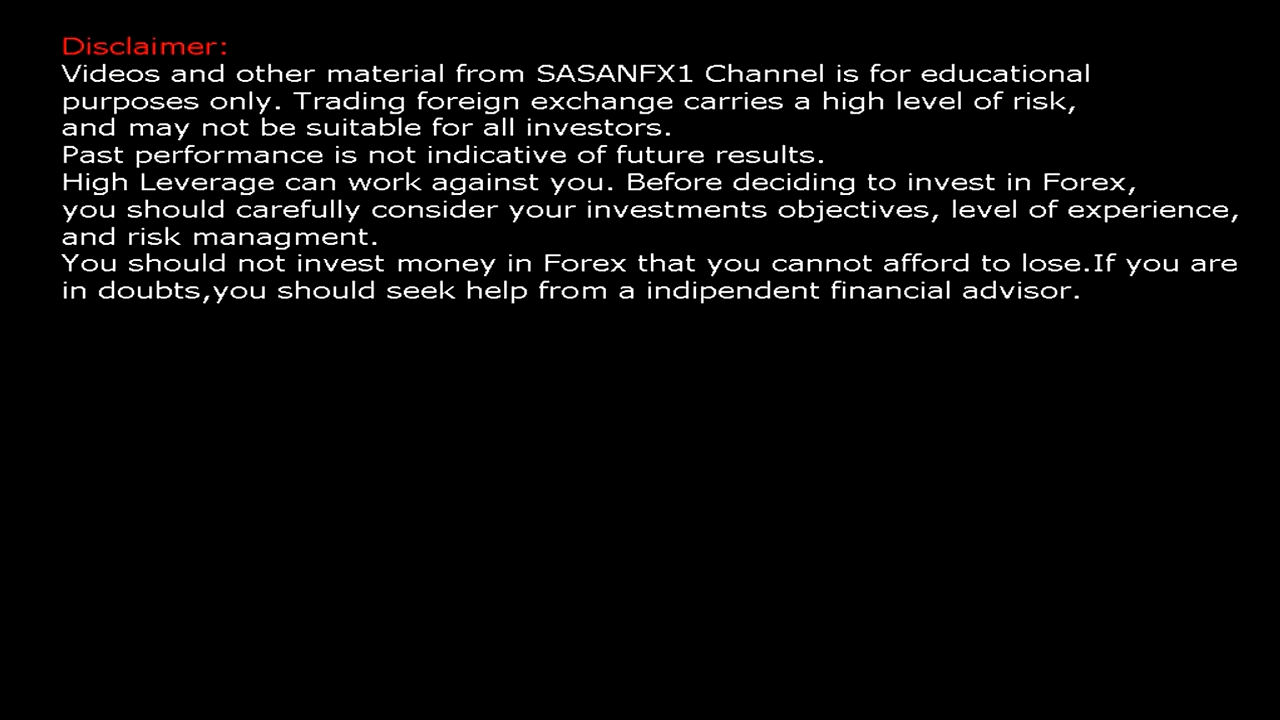 Disclaimer:
Videos and other material from SASANFX1 Channel is for educational
purposes only. Trading foreign exchange carries a high level of risk,
and may not be suitable for all investors.
Past performance is not indicative of future results.
High Leverage can work against you. Before deciding to invest in Forex,
you should carefully consider your investments objectives, level of experience,
and risk managment.
You should not invest money in Forex that you cannot afford to lose.If you are
in doubts,you should seek help from a indipendent financial advisor.